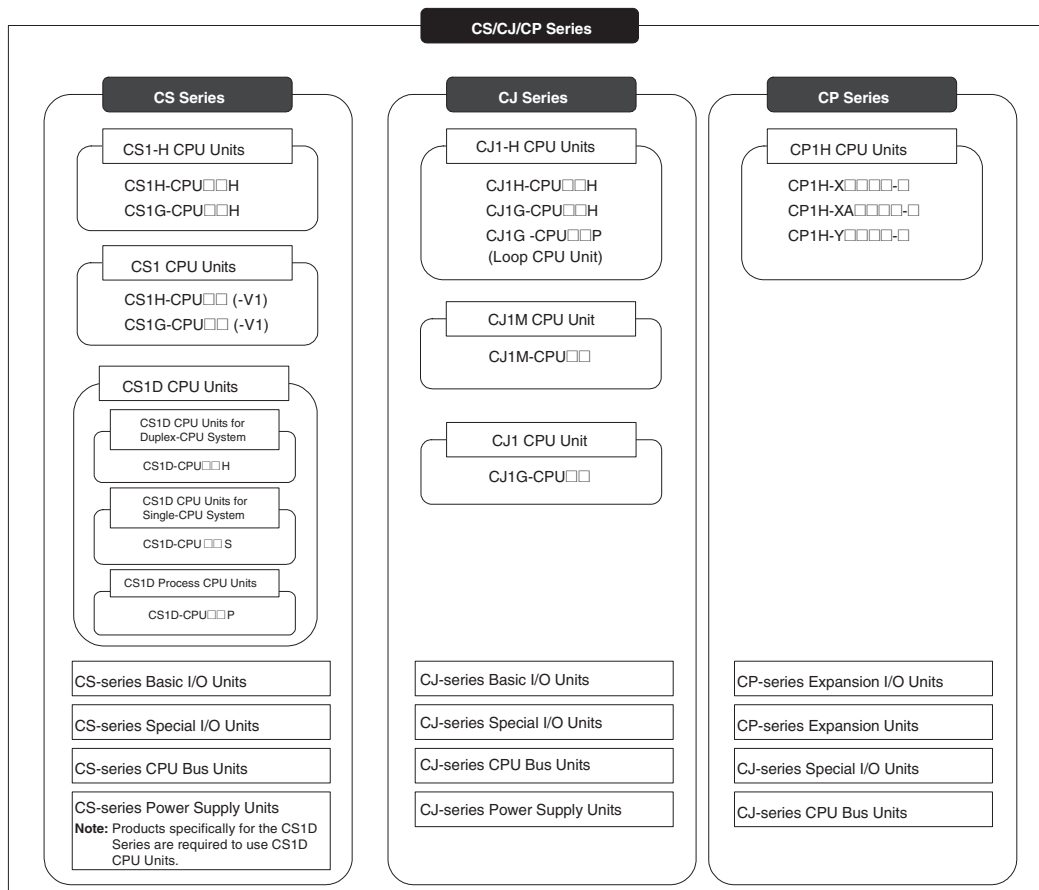 CS/CJ/CP Series
CS Series
CS1-H CPU Units
CS1H-CPU□□H
CS1G-CPU□□H
CS1 CPU Units
CS1H-CPU□□ (-V1)
CS1G-CPU□□ (-V1)
CS1D CPU Units
CS1D CPU Units for
Duplex-CPU System
CS1D-CPU□□H
CS1D CPU Units for
Single-CPU System
CS1D-CPU □□ S
CS1D Process CPU Units
CS1D-CPU□□P
CS-series Basic I/O Units
CS-series Special I/O Units
CS-series CPU Bus Units
CS-series Power Supply Units
Note: Products specifically for the CS1D
Series are required to use CS1D
CPU Units.
CJ Series
CJ1-H CPU Units
CJ1H-CPU□□H
CJ1G-CPU□□H
CJ1G -CPU□□P
(Loop CPU Unit)
CJ1M CPU Unit
CJ1M-CPU□□
CJ1 CPU Unit
CJ1G-CPU□□
CJ-series Basic I/O Units
CJ-series Special I/O Units
CJ-series CPU Bus Units
CJ-series Power Supply Units
CP Series
CP1H CPU Units
CP1H-X□□□□-□
CP1H-XA□□□□-□
CP1H-Y□□□□-□
CP-series Expansion I/O Units
CP-series Expansion Units
CJ-series Special I/O Units
CJ-series CPU Bus Units